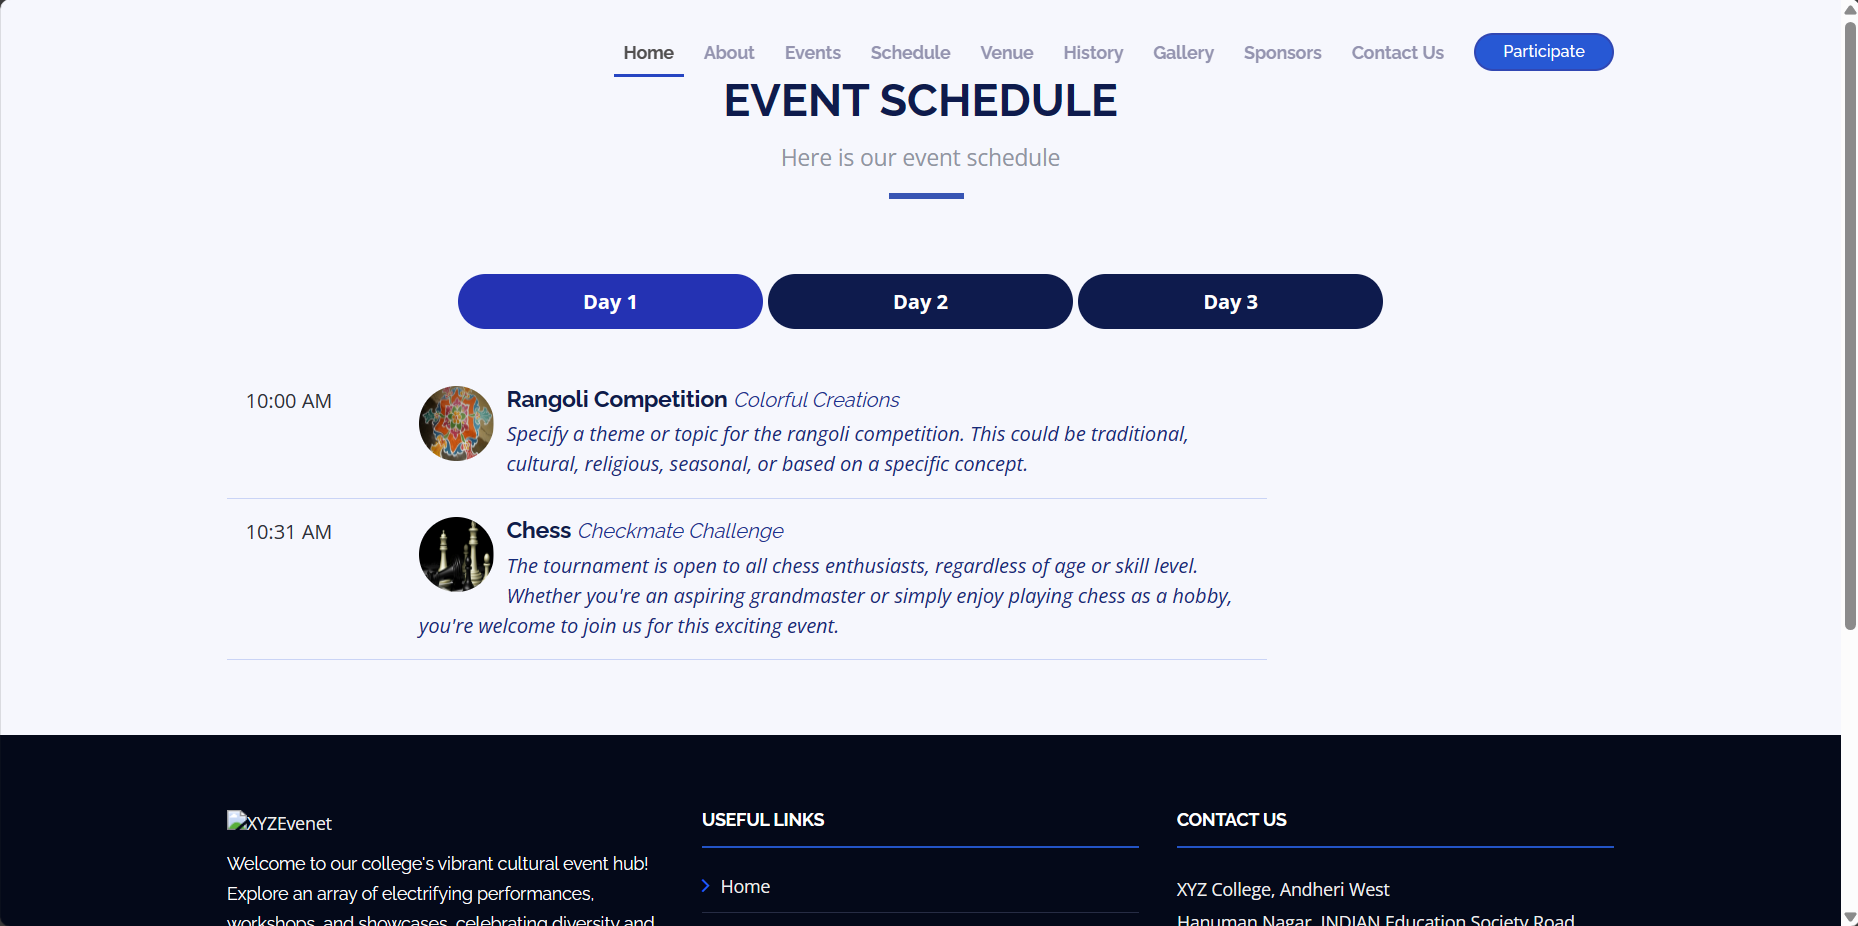 Home About Events Schedule Venue History Gallery Sponsors Contact Us Participate
EVENT SCHEDULE
Here is our event schedule
Day 1 Day 2 Day 3
10:00 AM
Rangoli Competition Colorful Creations
Specify a theme or topic for the rangoli competition. This could be traditional,
cultural, religious, seasonal, or based on a specific concept.
10:31 AM
Chess Checkmate Challenge
The tournament is open to all chess enthusiasts, regardless of age or skill level.
Whether you're an aspiring grandmaster or simply enjoy playing chess as a hobby,
you're welcome to join us for this exciting event.
XYZEvenet
Welcome to our college's vibrant cultural event hub!
Explore an array of electrifying performances,
workshops, and showcases, celebrating diversity and
USEFUL LINKS
Home
CONTACT US
XYZ College, Andheri West
Hanuman Nagar, INDIAN Education Society Road